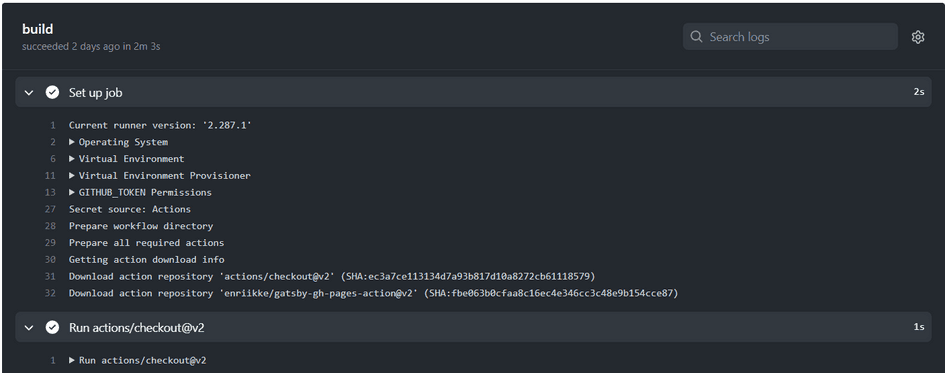 build
succeeded 2 days ago in 2m 3s
Search logs
Set up job 2s
1 Current runner version: '2.287.1'
2 Operating System
6 Virtual Environment
11 Virtual Environment Provisioner
13 GITHUB_TOKEN Permissions
27 Secret source: Actions
28 Prepare workflow directory
29 Prepare all required actions
30 Getting action download info
31 Download action repository 'actions/checkout@v2' (SHA:ec3a7ce113134d7a93b817d10a8272cb61118579)
32 Download action repository 'enriikke/gatsby-gh-pages-action@v2' (SHA:fbe063b0cfaa8c16ec4e346cc3c48e9b154cce87)
Run actions/checkout@v2 1s
1 Run actions/checkout@v2